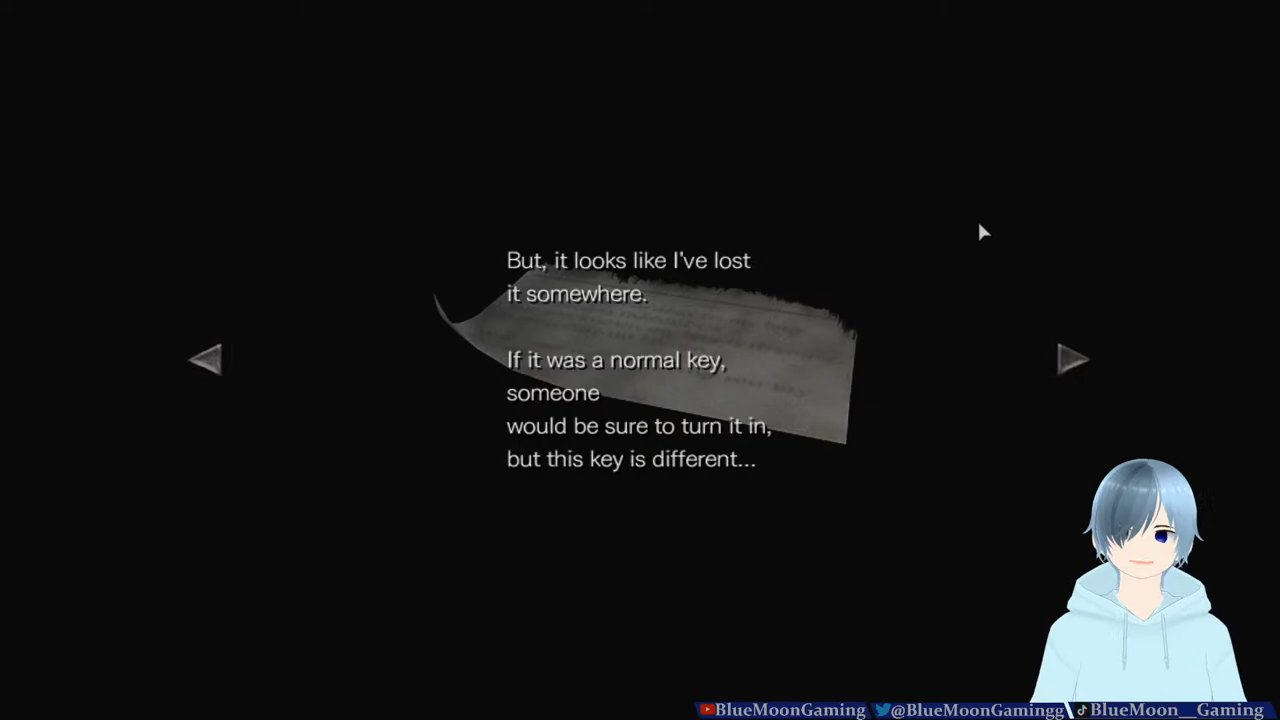 But, it looks like I've lost
it somewhere.
If it was a normal key,
someone
would be sure to turn it in,
but this key is different...
BlueMoonGaming @BlueMoonGamingg BlueMoon__Gaming